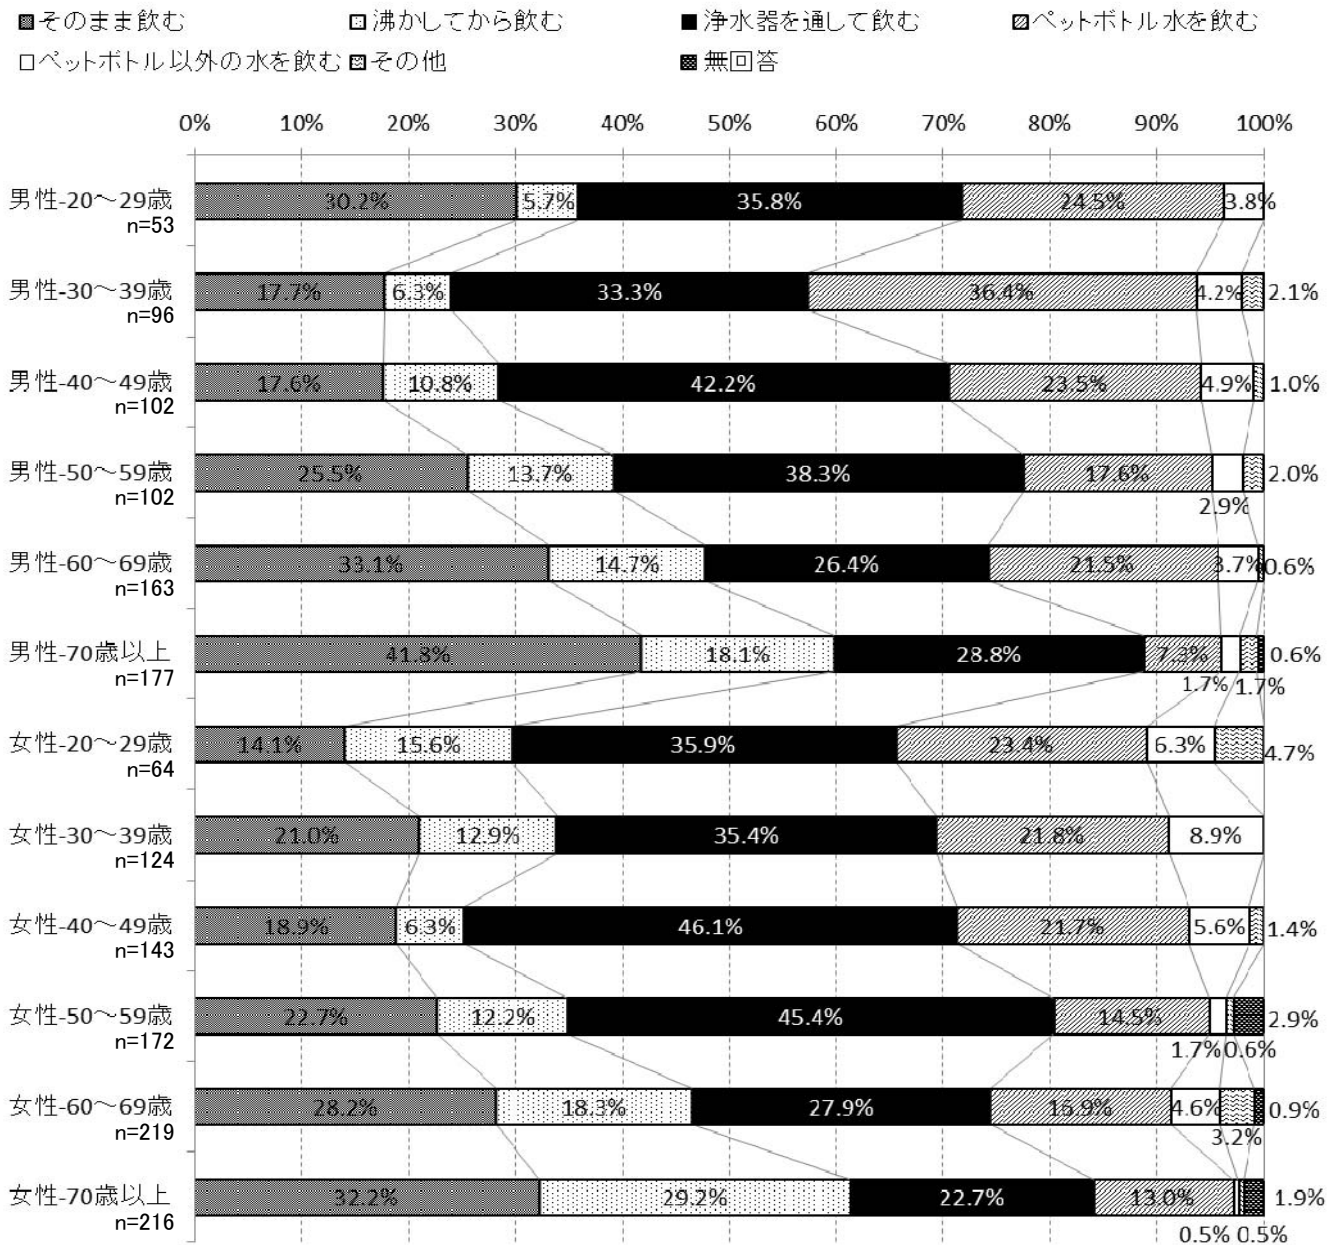 そのまま飲む 沸かしてから飲む 浄水器を通して飲む ペットボトル水を飲む
ペットボトル以外の水を飲む その他 無回答
0% 10% 20% 30% 40% 50% 60% 70% 80% 90% 100%
男性-20～29歳 30.2% 5.7% 35.8% 24.5% 3.8%
n=53
男性-30～39歳 17.7% 6.3% 33.3% 36.4% 4.2% 2.1%
n=96
男性-40～49歳 17.6% 10.8% 42.2% 23.5% 4.9% 1.0%
n=102
男性-50～59歳 25.5% 13.7% 38.3% 17.6% 2.0%
n=102 2.9%
男性-60～69歳 33.1% 14.7% 26.4% 21.5% 3.7% 0.6%
n=163
男性-70歳以上 41.8% 18.1% 28.8% 7.3% 0.6%
n=177 1.7% 1.7%
女性-20～29歳 14.1% 15.6% 35.9% 23.4% 6.3% 4.7%
n=64
女性-30～39歳 21.0% 12.9% 35.4% 21.8% 8.9%
n=124
女性-40～49歳 18.9% 6.3% 46.1% 21.7% 5.6% 1.4%
n=143
女性-50～59歳 22.7% 12.2% 45.4% 14.5% 2.9%
n=172 1.7% 0.6%
女性-60～69歳 28.2% 18.3% 27.9% 16.9% 4.6% 0.9%
n=219 3.2%
女性-70歳以上 32.2% 29.2% 22.7% 13.0% 1.9%
n=216 0.5% 0.5%